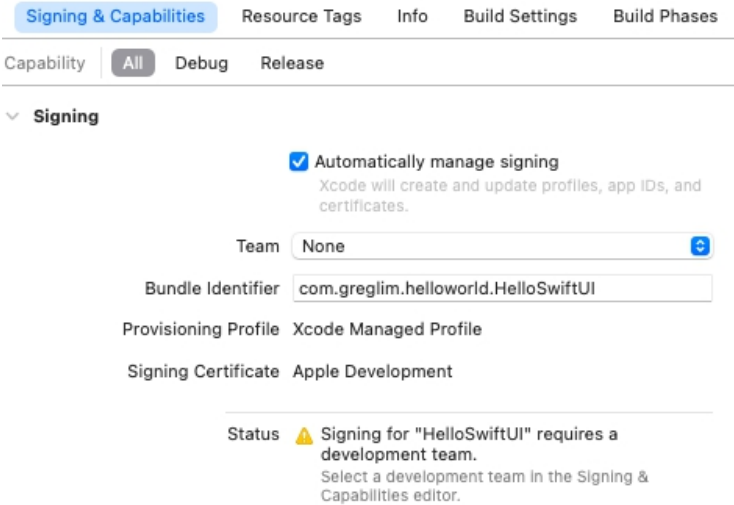 Signing & Capabilities Resource Tags Info Build Settings Build Phases
Capability All Debug Release
Signing
Automatically manage signing
Xcode will create and update profiles, app IDs, and
certificates.
Team None
Bundle Identifier com.greglim.helloworld.HelloSwiftUI
Provisioning Profile Xcode Managed Profile
Signing Certificate Apple Development
Status Signing for "HelloSwiftUI" requires a
development team.
Select a development team in the Signing &
Capabilities editor.